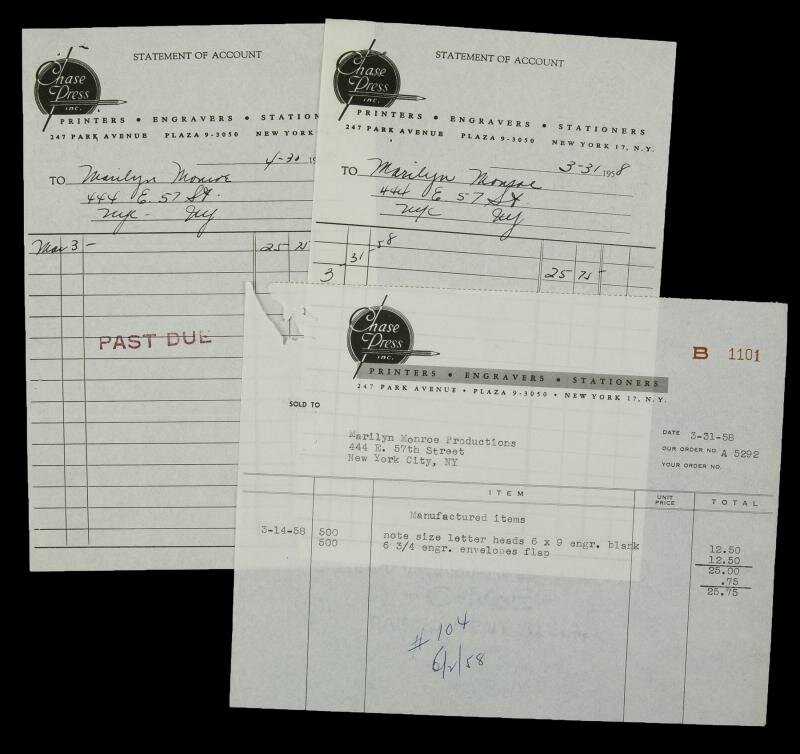 STATEMENT OF ACCOUNT
Chase Press INC.
PRINTERS • ENGRAVERS • STATION
247 PARK AVENUE PLAZA 9-3050 NEW YORK
4-30 1
TO Marilyn Monroe
444 E. 57 St.
NYC - NY
Mar 3 - 25 75
PAST DUE
STATEMENT OF ACCOUNT
Chase Press INC.
PRINTERS • ENGRAVERS • STATIONERS
247 PARK AVENUE PLAZA 9-3050 NEW YORK 17, N.Y.
3-31 1958
TO Marilyn Monroe
444 E 57 St
NYC NY
3 31 58
25 75
Chase Press INC.
PRINTERS • ENGRAVERS • STATIONERS
247 PARK AVENUE • PLAZA 9-3050 • NEW YORK 17, N.Y.
B 1101
SOLD TO
Marilyn Monroe Productions
444 E. 57th Street
New York City, NY
DATE 3-31-58
OUR ORDER NO. A 5292
YOUR ORDER NO.
ITEM UNIT PRICE TOTAL
Manufactured items
3-14-58 500 note size letter heads 6 x 9 engr. blank 12.50
500 6 3/4 engr. envelopes flap 12.50
25.00
.75
25.75
# 104
6/2/58